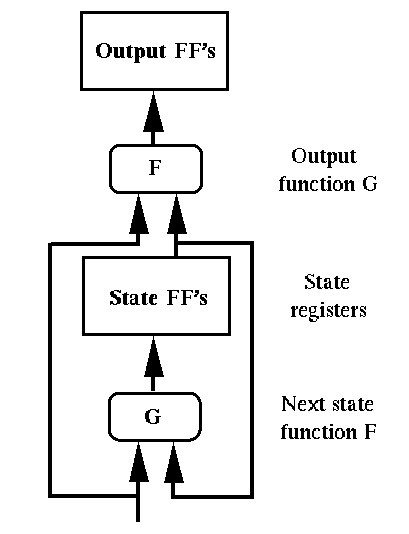 Output FF's
F
Output
function G
State FF's
State
registers
G
Next state
function F